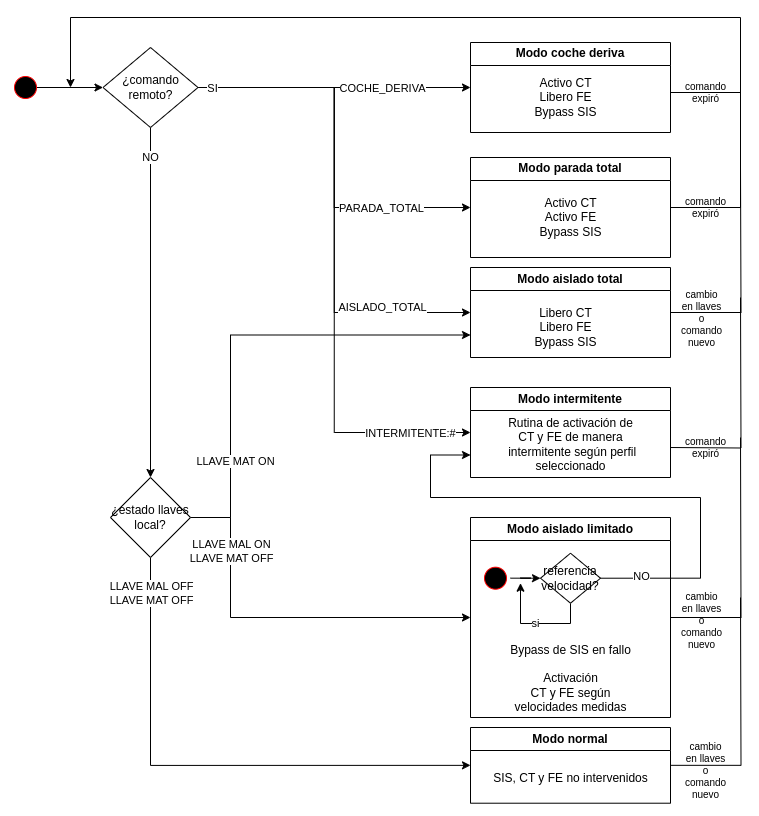 ¿comando
remoto?
SI
NO
COCHE_DERIVA
PARADA_TOTAL
AISLADO_TOTAL
INTERMITENTE:#
Modo coche deriva
Activo CT
Libero FE
Bypass SIS
comando
expiró
Modo parada total
Activo CT
Activo FE
Bypass SIS
comando
expiró
Modo aislado total
Libero CT
Libero FE
Bypass SIS
cambio
en llaves
o
comando
nuevo
Modo intermitente
Rutina de activación de
CT y FE de manera
intermitente según perfil
seleccionado
comando
expiró
LLAVE MAT ON
¿estado llaves
local?
LLAVE MAL ON
LLAVE MAT OFF
LLAVE MAL OFF
LLAVE MAT OFF
Modo aislado limitado
referencia
velocidad?
NO
si
Bypass de SIS en fallo
Activación
CT y FE según
velocidades medidas
cambio
en llaves
o
comando
nuevo
Modo normal
SIS, CT y FE no intervenidos
cambio
en llaves
o
comando
nuevo